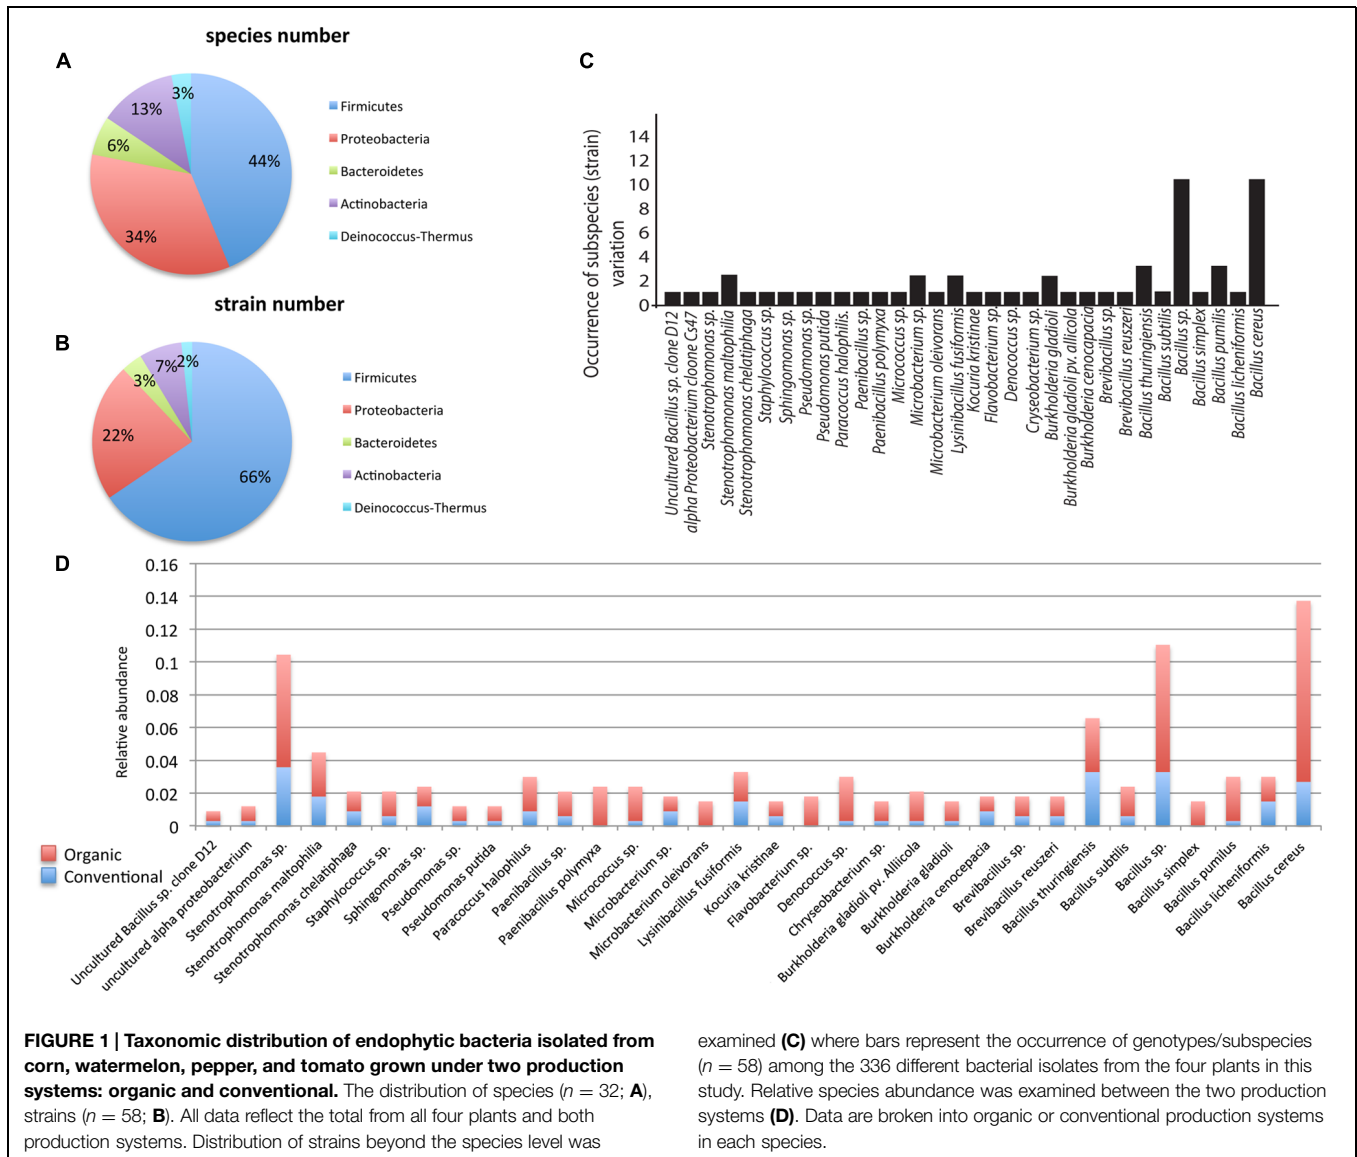 species number
A
3%
13%
6%
44%
34%
Firmicutes
Proteobacteria
Bacteroidetes
Actinobacteria
Deinococcus-Thermus
strain number
B
2%
7%
3%
22%
66%
Firmicutes
Proteobacteria
Bacteroidetes
Actinobacteria
Deinococcus-Thermus
C
Occurrence of subspecies (strain)
variation
14
12
10
8
6
4
2
0
Uncultured Bacillus sp. clone D12
alpha Proteobacterium clone Cs47
Stenotrophomonas sp.
Stenotrophomonas maltophilia
Stenotrophomonas chelatiphaga
Staphylococcus sp.
Sphingomonas sp.
Pseudomonas sp.
Pseudomonas putida
Paracoccus halophilis.
Paenibacillus sp.
Paenibacillus polymyxa
Micrococcus sp.
Microbacterium sp.
Microbacterium oleivorans
Lysinibacillus fusiformis
Kocuria kristinae
Flavobacterium sp.
Denococcus sp.
Cryseobacterium sp.
Burkholderia gladioli
Burkholderia gladioli pv. allicola
Burkholderia cenocapacia
Brevibacillus sp.
Brevibacillus reuszeri
Bacillus thuringiensis
Bacillus subtilis
Bacillus sp.
Bacillus simplex
Bacillus pumilis
Bacillus licheniformis
Bacillus cereus
D
Relative abundance
0.16
0.14
0.12
0.1
0.08
0.06
0.04
0.02
0
Organic
Conventional
Uncultured Bacillus sp. clone D12
uncultured alpha proteobacterium
Stenotrophomonas sp.
Stenotrophomonas maltophilia
Stenotrophomonas chelatiphaga
Staphylococcus sp.
Sphingomonas sp.
Pseudomonas sp.
Pseudomonas putida
Paracoccus halophilus
Paenibacillus sp.
Paenibacillus polymyxa
Micrococcus sp.
Microbacterium sp.
Microbacterium oleivorans
Lysinibacillus fusiformis
Kocuria kristinae
Flavobacterium sp.
Denococcus sp.
Chryseobacterium sp.
Burkholderia gladioli pv. Alliicola
Burkholderia gladioli
Burkholderia cenocepacia
Brevibacillus sp.
Brevibacillus reuszeri
Bacillus thuringiensis
Bacillus subtilis
Bacillus sp.
Bacillus simplex
Bacillus pumilus
Bacillus licheniformis
Bacillus cereus
FIGURE 1 | Taxonomic distribution of endophytic bacteria isolated from
corn, watermelon, pepper, and tomato grown under two production
systems: organic and conventional. The distribution of species (n = 32; A),
strains (n = 58; B). All data reflect the total from all four plants and both
production systems. Distribution of strains beyond the species level was
examined (C) where bars represent the occurrence of genotypes/subspecies
(n = 58) among the 336 different bacterial isolates from the four plants in this
study. Relative species abundance was examined between the two production
systems (D). Data are broken into organic or conventional production systems
in each species.